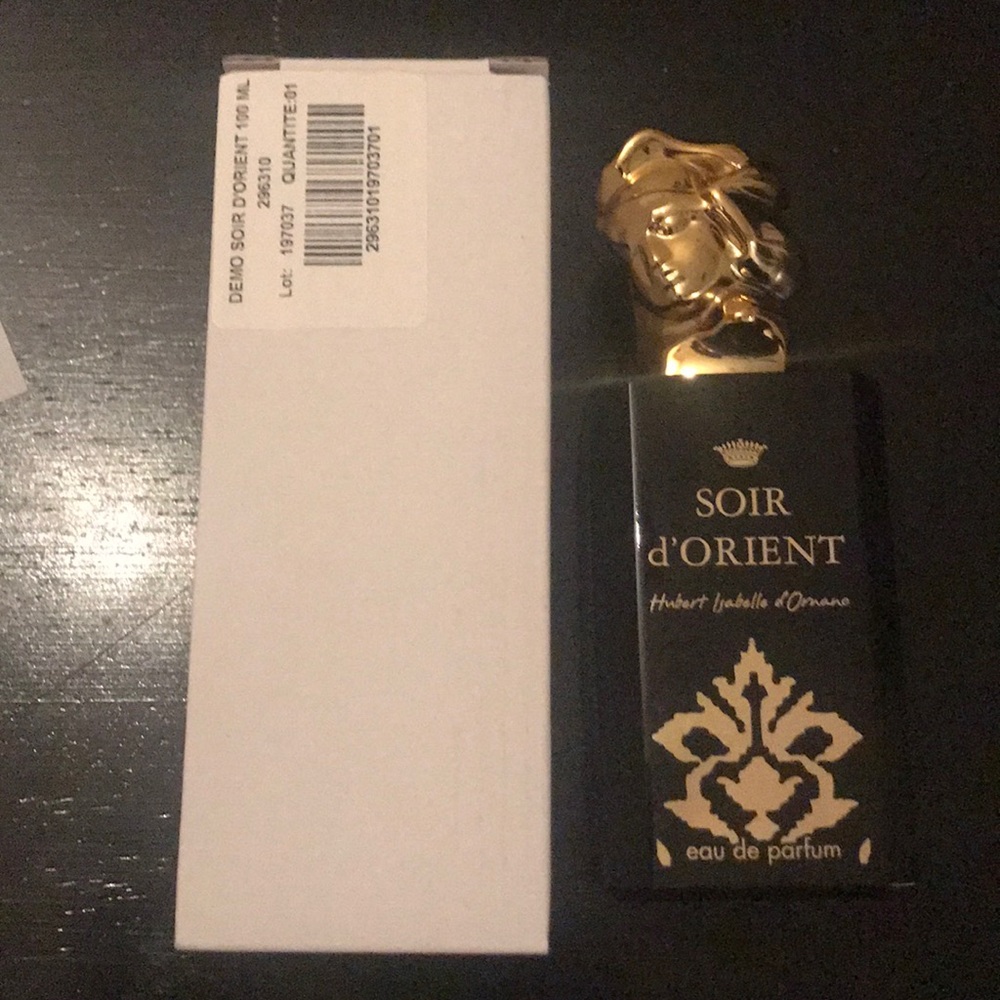 DEMO SOIR D'ORIENT 100 ML
296310
Lot: 197037 QUANTITE:01
29631019703701
SOIR
d'ORIENT
Hubert Isabelle d'Ornano
eau de parfum